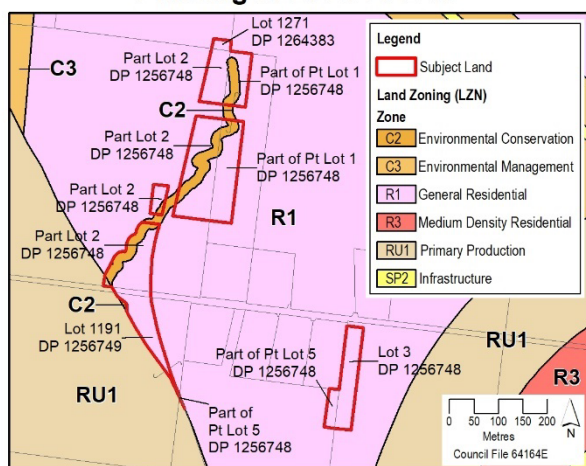 Lot 1271
DP 1264383
Part Lot 2
DP 1256748
Part of Pt Lot 1
DP 1256748
C3
C2
Part Lot 2
DP 1256748
Part of Pt Lot 1
DP 1256748
Part Lot 2
DP 1256748
R1
Part Lot 2
DP 1256748
C2
Lot 1191
DP 1256749
Part of Pt Lot 5
DP 1256748
Lot 3
DP 1256748
RU1
RU1
R3
Part of
Pt Lot 5
DP 1256748
Legend
Subject Land
Land Zoning (LZN)
Zone
C2 Environmental Conservation
C3 Environmental Management
R1 General Residential
R3 Medium Density Residential
RU1 Primary Production
SP2 Infrastructure
0 50 100 150 200
Metres
N
Council File 64164E